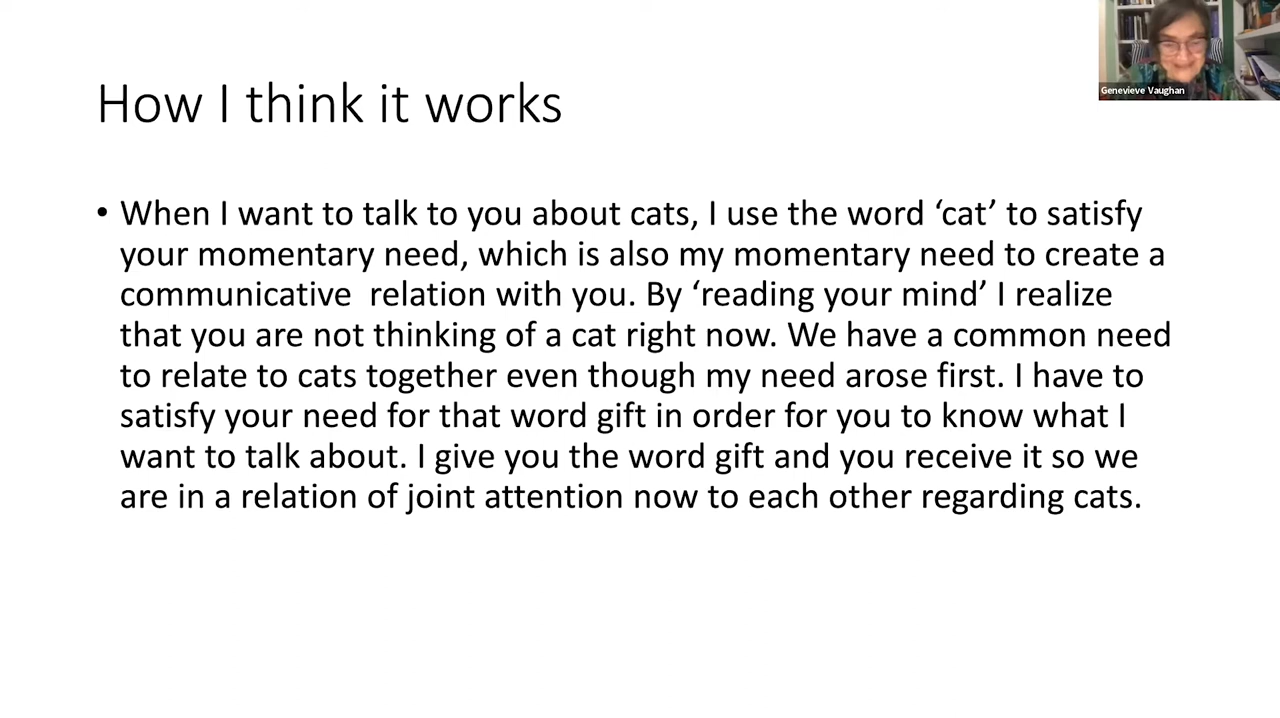 How I think it works
• When I want to talk to you about cats, I use the word ‘cat’ to satisfy
your momentary need, which is also my momentary need to create a
communicative  relation with you. By ‘reading your mind’ I realize
that you are not thinking of a cat right now. We have a common need
to relate to cats together even though my need arose first. I have to
satisfy your need for that word gift in order for you to know what I
want to talk about. I give you the word gift and you receive it so we
are in a relation of joint attention now to each other regarding cats.
Genevieve Vaughan